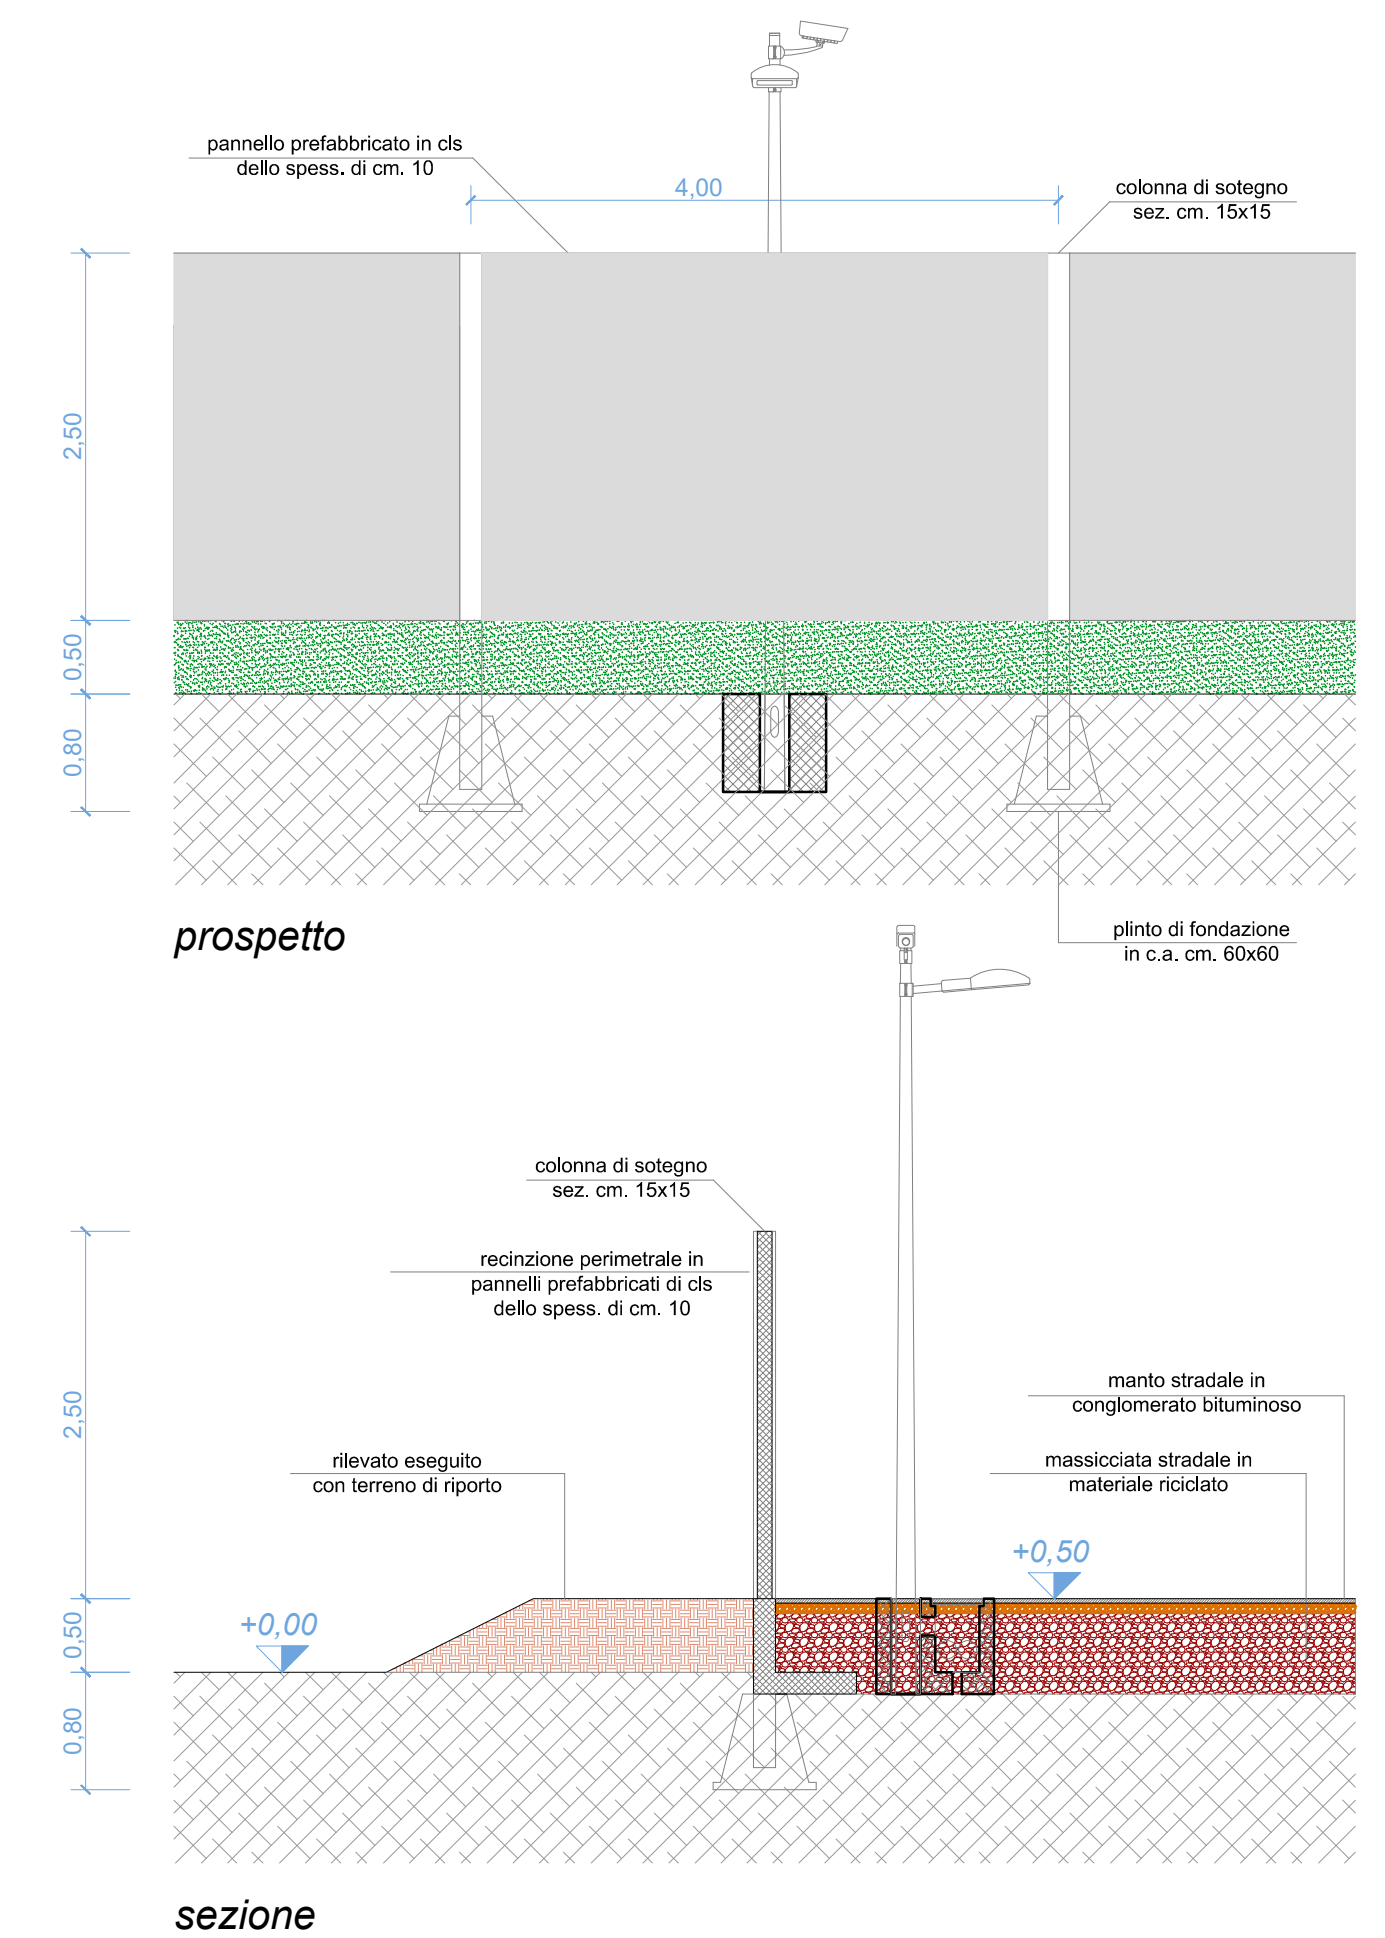 pannello prefabbricato in cls
dello spess. di cm. 10
4,00
colonna di sotegno
sez. cm. 15x15
2,50
0,50
0,80
prospetto
plinto di fondazione
in c.a. cm. 60x60
colonna di sotegno
sez. cm. 15x15
recinzione perimetrale in
pannelli prefabbricati di cls
dello spess. di cm. 10
manto stradale in
conglomerato bituminoso
2,50
rilevato eseguito
con terreno di riporto
massicciata stradale in
materiale riciclato
+0,50
+0,00
0,50
0,80
sezione